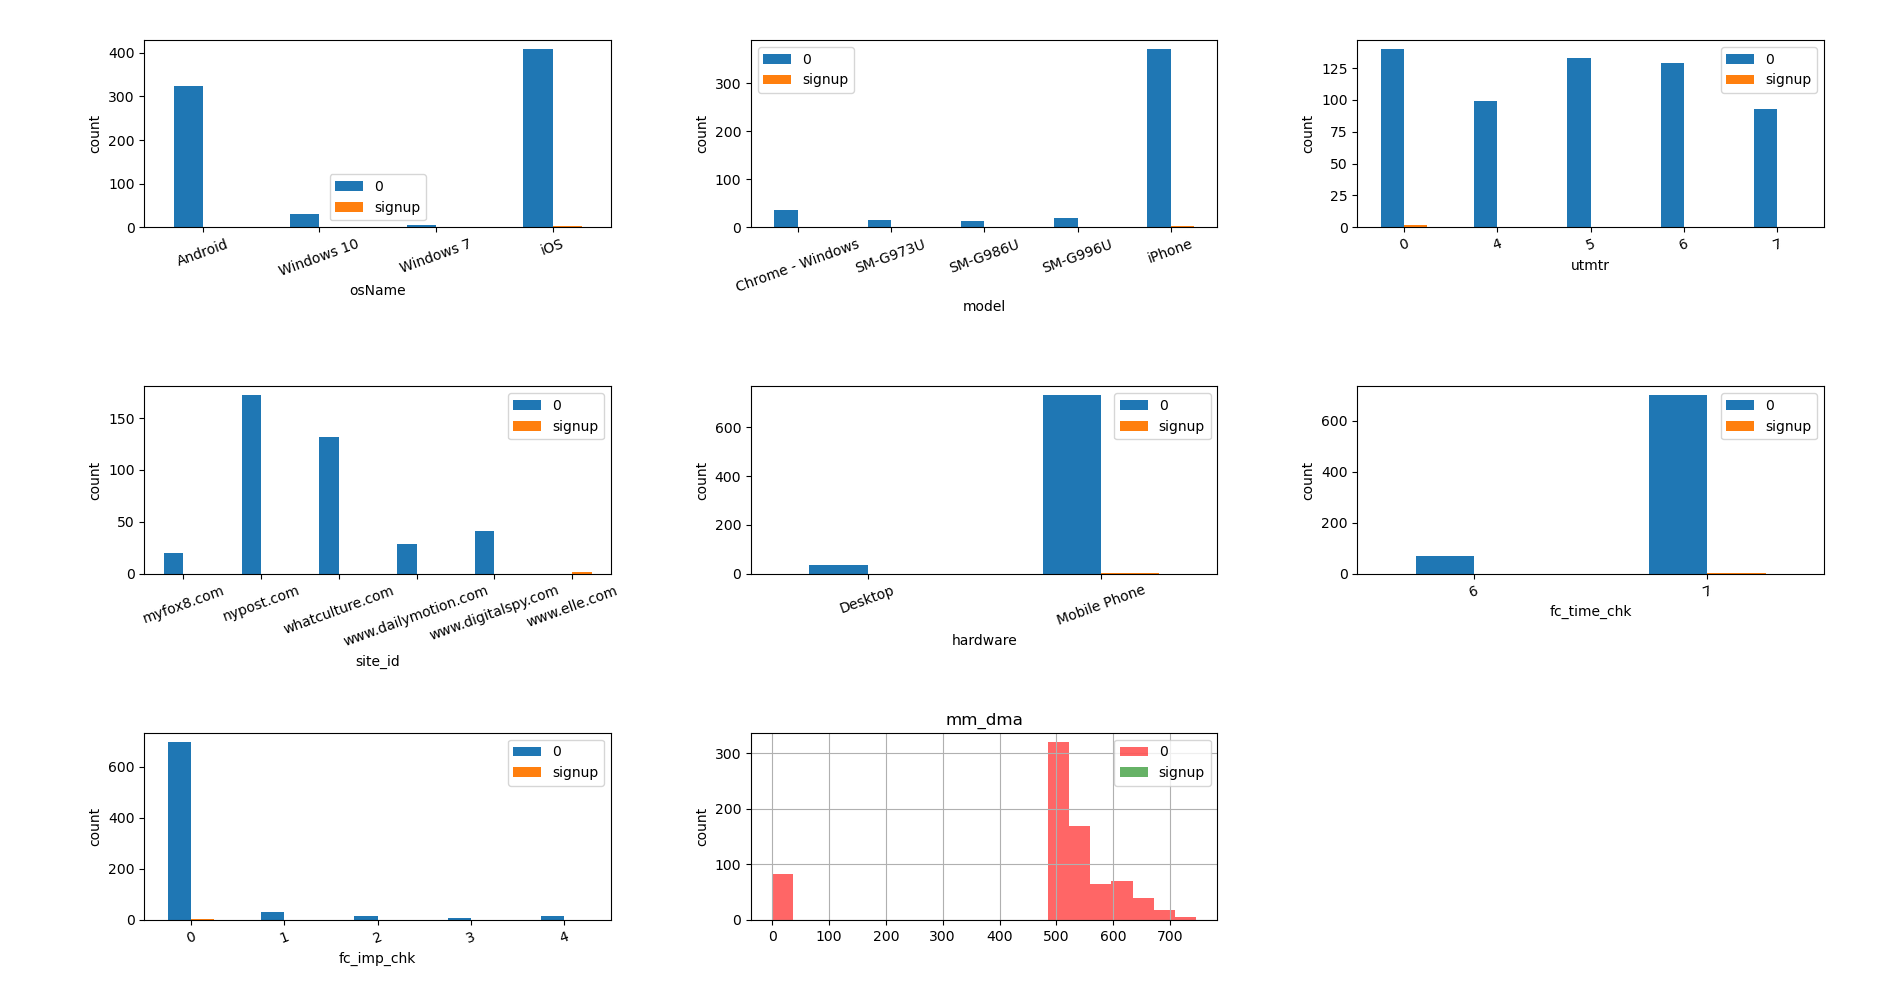 400
300
200
100
0
count
0
signup
Android
Windows 10
Windows 7
iOS
osName
300
200
100
0
count
0
signup
Chrome - Windows
SM-G973U
SM-G986U
SM-G996U
iPhone
model
125
100
75
50
25
0
count
0
signup
0
4
5
6
7
utmtr
150
100
50
0
count
0
signup
myfox8.com
nypost.com
whatculture.com
www.dailymotion.com
www.digitalspy.com
www.elle.com
site_id
600
400
200
0
count
0
signup
Desktop
Mobile Phone
hardware
600
400
200
0
count
0
signup
6
7
fc_time_chk
600
400
200
0
count
0
signup
0
1
2
3
4
fc_imp_chk
mm_dma
300
200
100
0
count
0
signup
0
100
200
300
400
500
600
700